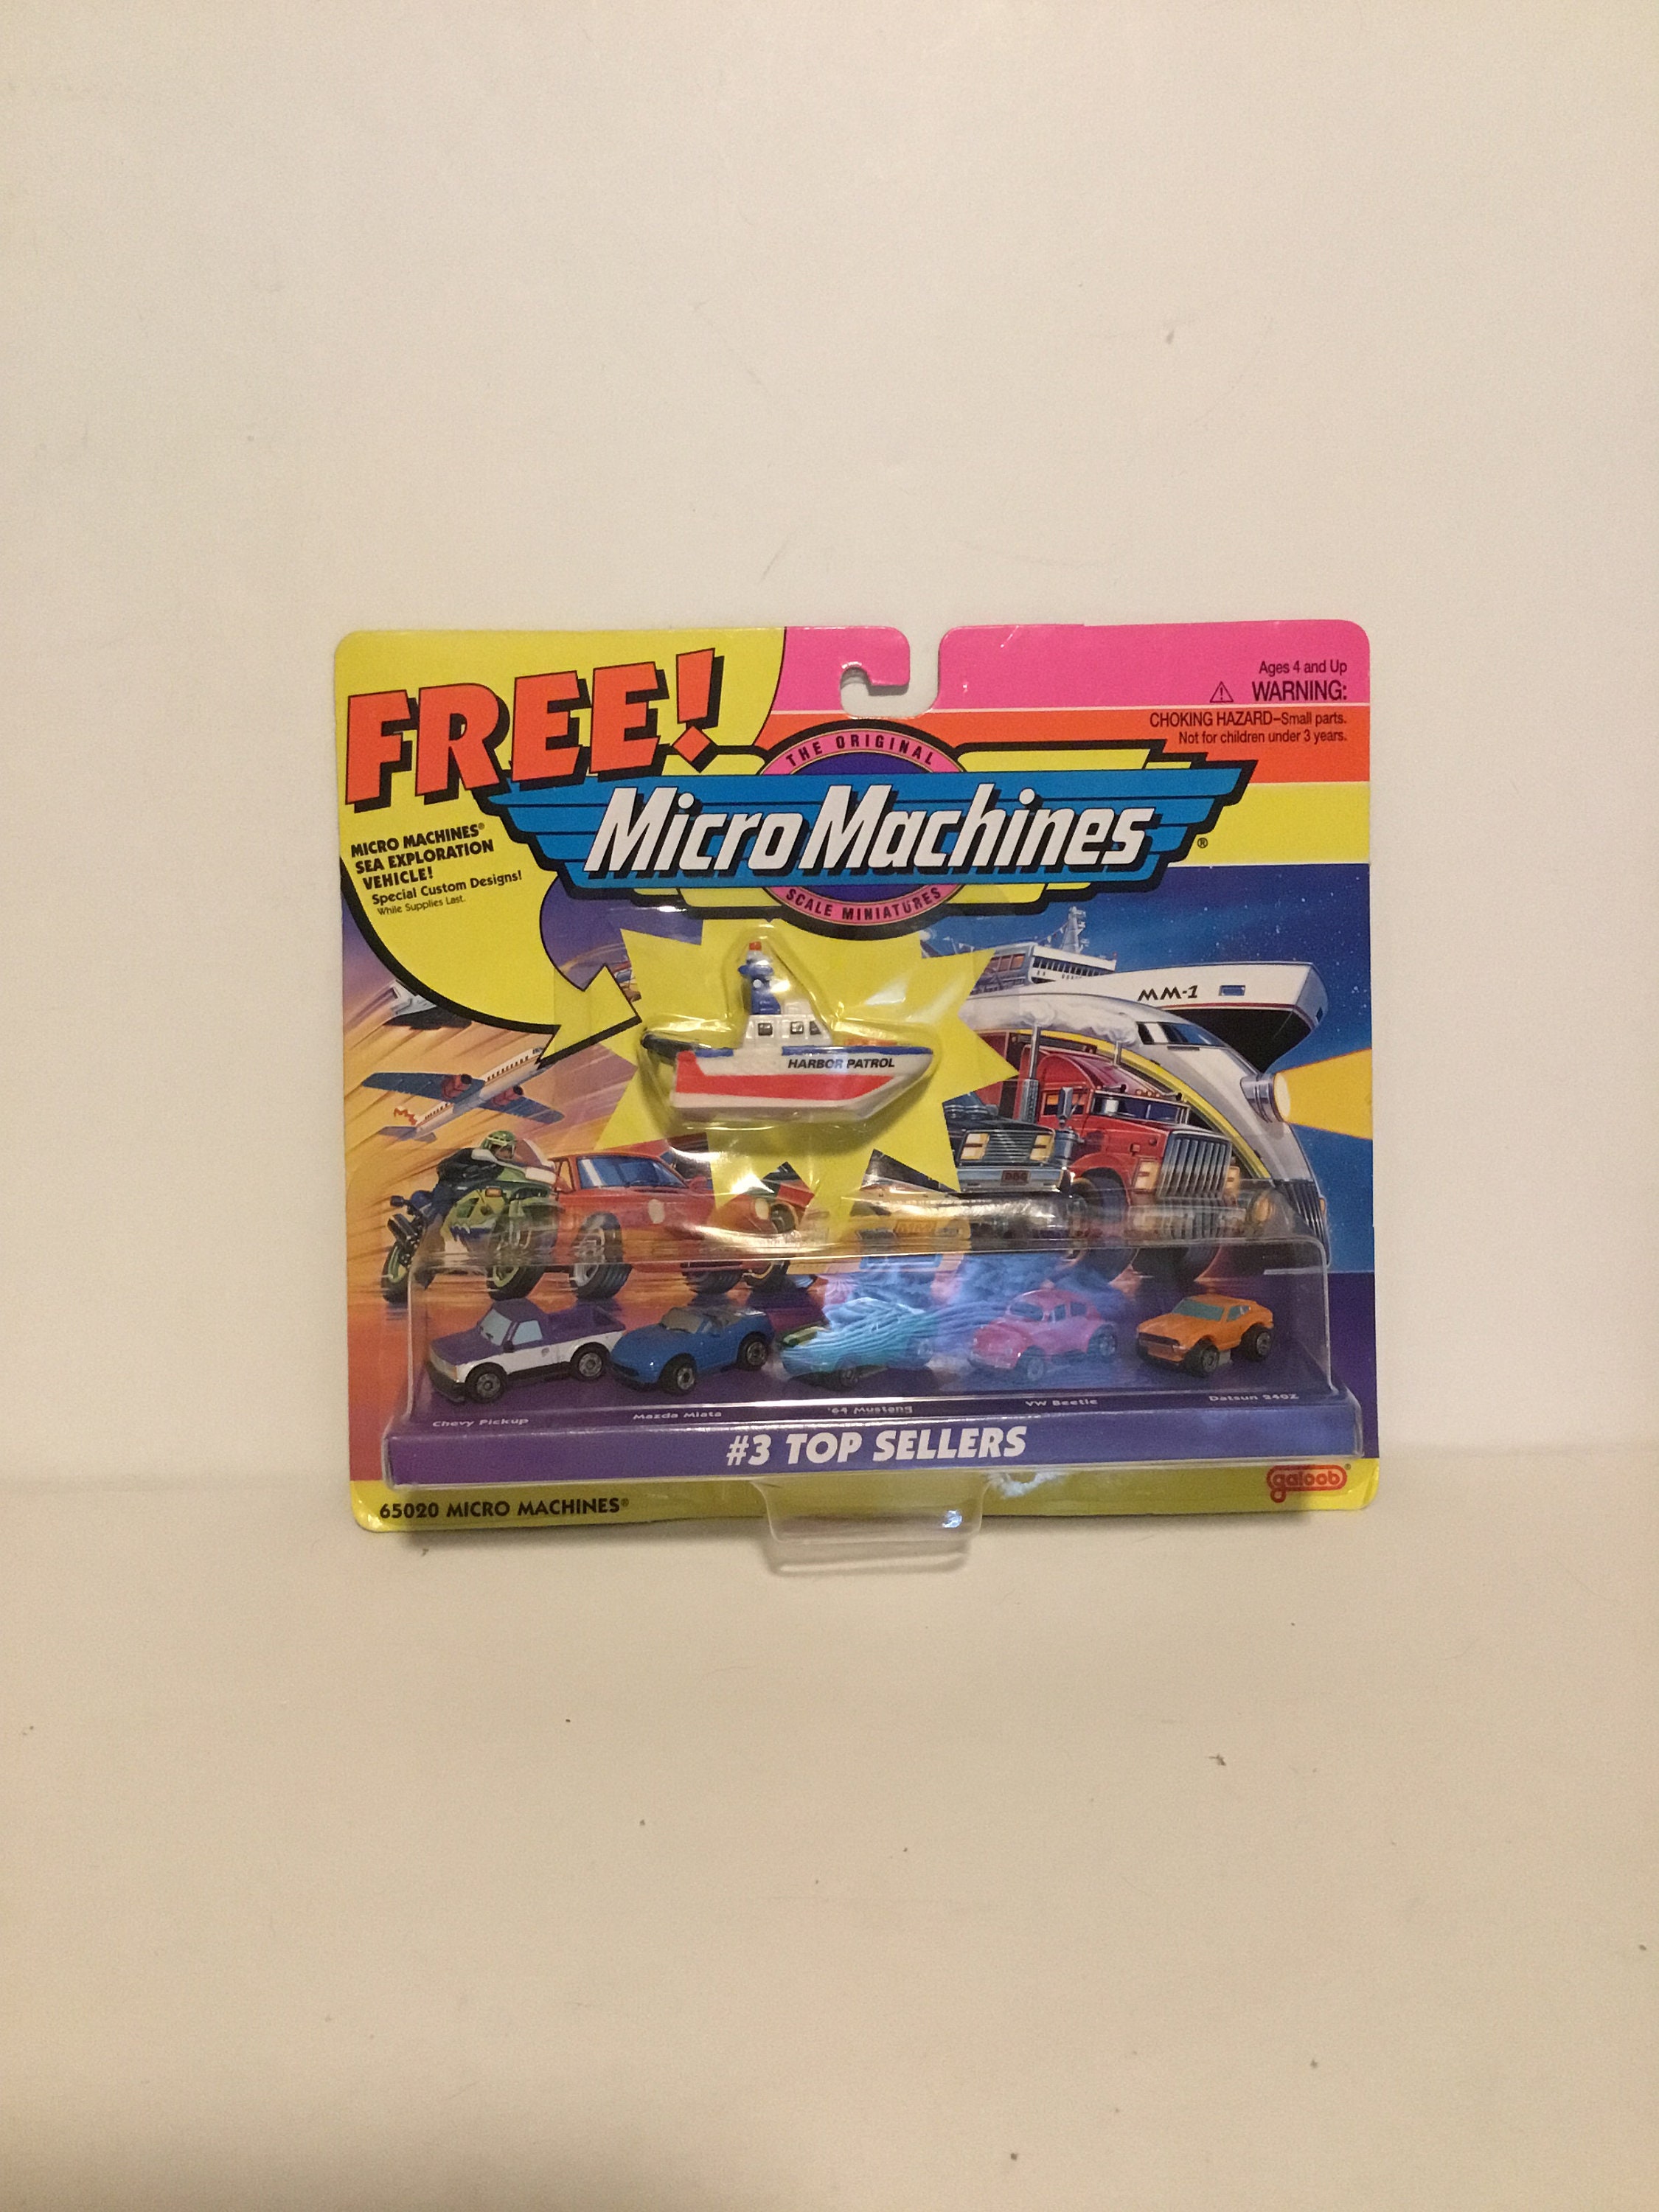 FREE!
MICRO MACHINES®
SEA EXPLORATION
VEHICLE!
Special Custom Designs!
While Supplies Last.
Ages 4 and Up
⚠ WARNING:
CHOKING HAZARD–Small parts.
Not for children under 3 years.
THE ORIGINAL
Micro Machines®
SCALE MINIATURES
MM-1
HARBOR PATROL
Chevy Pickup
Mazda Miata
'64 Mustang
VW Beetle
Datsun 240Z
#3 TOP SELLERS
65020 MICRO MACHINES®
galoob®